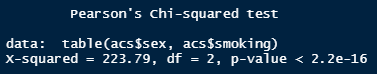 Pearson's Chi-squared test
data:  table(acs$sex, acs$smoking)
X-squared = 223.79, df = 2, p-value < 2.2e-16